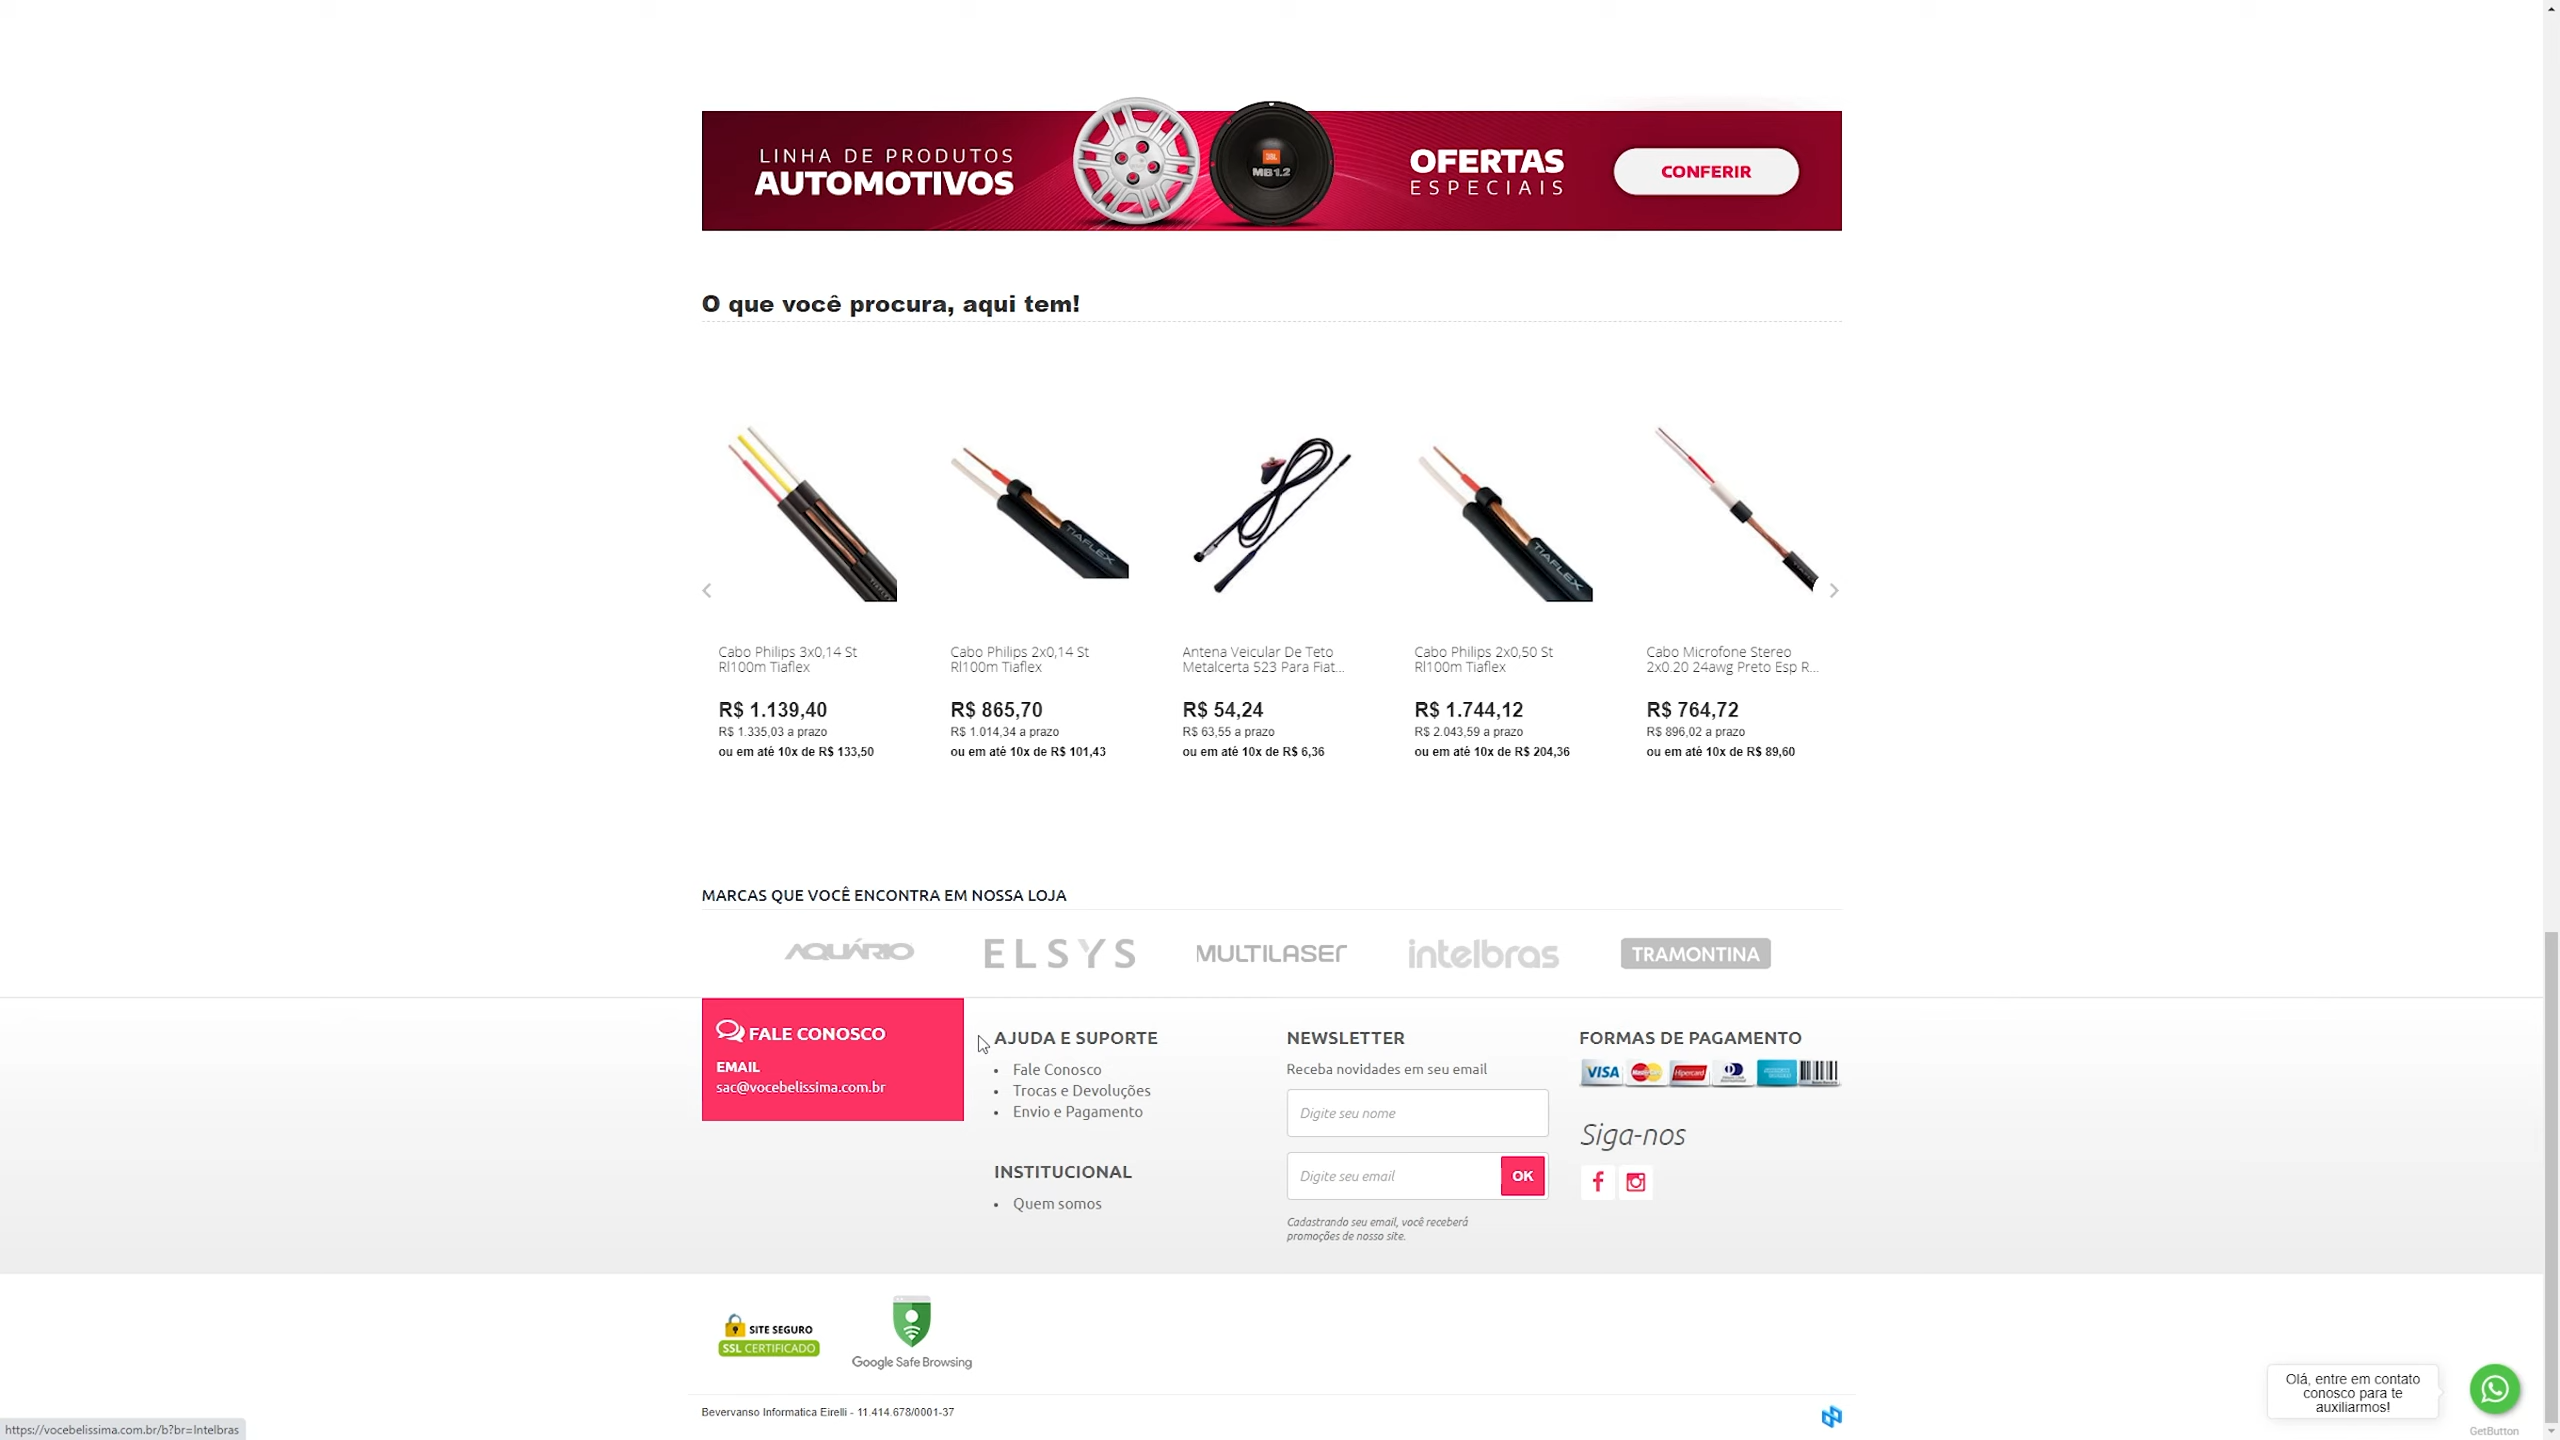 LINHA DE PRODUTOS
AUTOMOTIVOS
JBL
MB1.2
OFERTAS
ESPECIAIS
CONFERIR
O que você procura, aqui tem!
TIAFLEX
TIAFLEX
Cabo Philips 3x0,14 St
Rl100m Tiaflex
R$ 1.139,40
R$ 1.335,03 a prazo
ou em até 10x de R$ 133,50
Cabo Philips 2x0,14 St
Rl100m Tiaflex
R$ 865,70
R$ 1.014,34 a prazo
ou em até 10x de R$ 101,43
Antena Veicular De Teto
Metalcerta 523 Para Fiat...
R$ 54,24
R$ 63,55 a prazo
ou em até 10x de R$ 6,36
Cabo Philips 2x0,50 St
Rl100m Tiaflex
R$ 1.744,12
R$ 2.043,59 a prazo
ou em até 10x de R$ 204,36
Cabo Microfone Stereo
2x0.20 24awg Preto Esp R...
R$ 764,72
R$ 896,02 a prazo
ou em até 10x de R$ 89,60
MARCAS QUE VOCÊ ENCONTRA EM NOSSA LOJA
AQUÁRIO
ELSYS
MULTILASER
intelbras
TRAMONTINA
FALE CONOSCO
EMAIL
sac@vocebelissima.com.br
AJUDA E SUPORTE
Fale Conosco
Trocas e Devoluções
Envio e Pagamento
INSTITUCIONAL
Quem somos
NEWSLETTER
Receba novidades em seu email
Digite seu nome
Digite seu email
OK
Cadastrando seu email, você receberá
promoções de nosso site.
FORMAS DE PAGAMENTO
VISA
MasterCard
Hipercard
Siga-nos
SITE SEGURO
SSL CERTIFICADO
Google Safe Browsing
Bevervanso Informatica Eirelli - 11.414.678/0001-37
Olá, entre em contato
conosco para te
auxiliarmos!
GetButton
https://vocebelissima.com.br/b?br=Intelbras